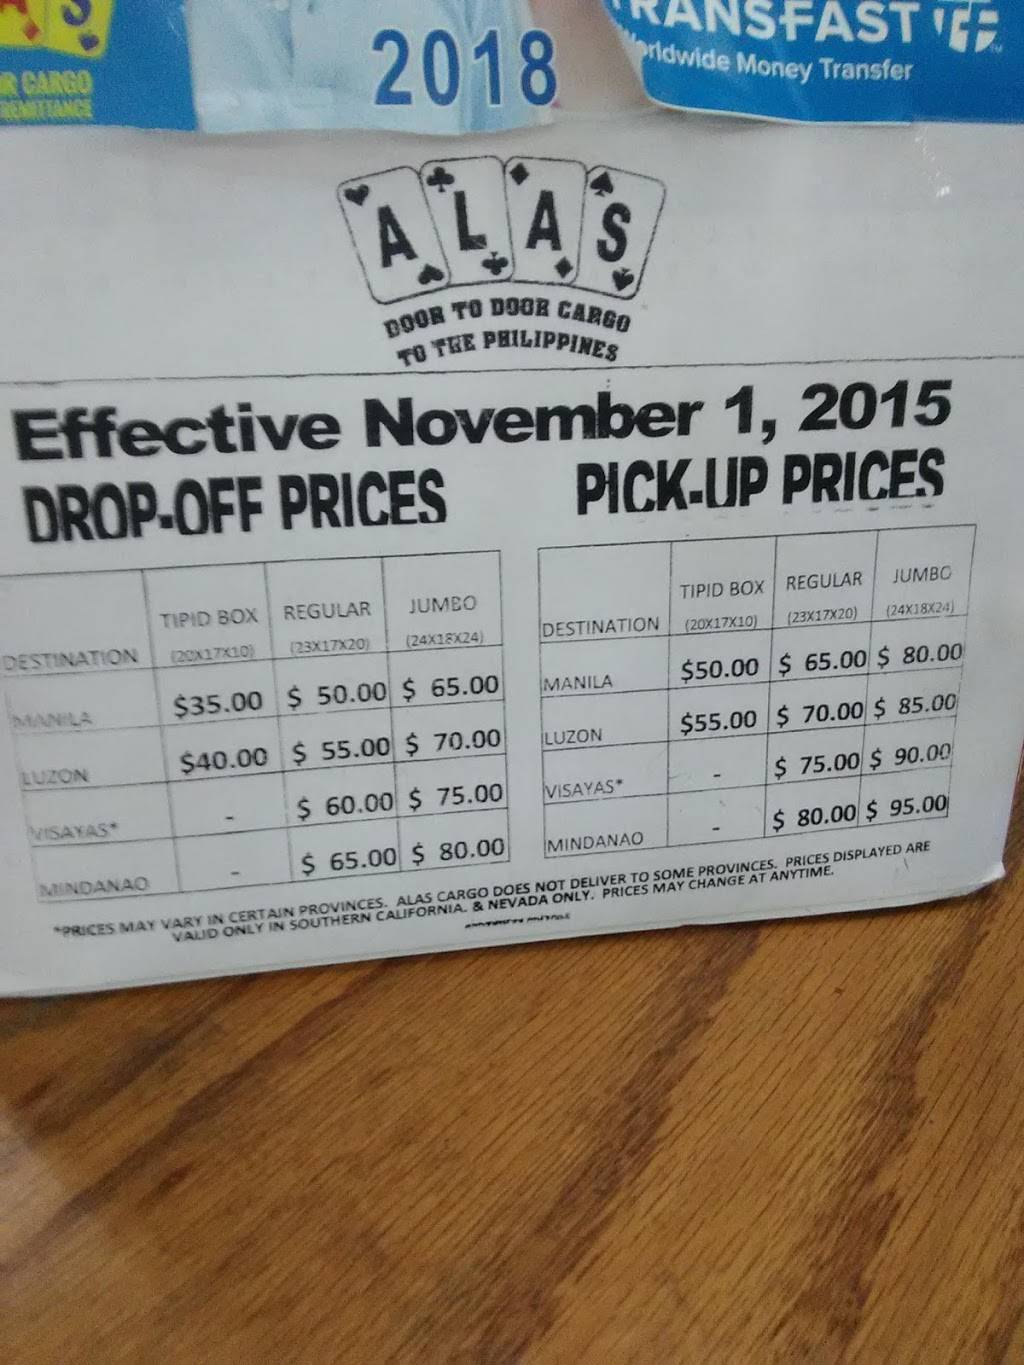 AS
R CARGO
REMITTANCE
2018
RANSFAST
Worldwide Money Transfer
ALAS
DOOR TO DOOR CARGO
TO THE PHILIPPINES
Effective November 1, 2015
DROP-OFF PRICES
DESTINATION TIPID BOX (20X17X10) REGULAR (23X17X20) JUMBO (24X18X24)
MANILA $35.00 $ 50.00 $ 65.00
LUZON $40.00 $ 55.00 $ 70.00
VISAYAS* - $ 60.00 $ 75.00
MINDANAO - $ 65.00 $ 80.00
PICK-UP PRICES
DESTINATION TIPID BOX (20X17X10) REGULAR (23X17X20) JUMBO (24X18X24)
MANILA $50.00 $ 65.00 $ 80.00
LUZON $55.00 $ 70.00 $ 85.00
VISAYAS* - $ 75.00 $ 90.00
MINDANAO - $ 80.00 $ 95.00
*PRICES MAY VARY IN CERTAIN PROVINCES. ALAS CARGO DOES NOT DELIVER TO SOME PROVINCES. PRICES DISPLAYED ARE
VALID ONLY IN SOUTHERN CALIFORNIA. & NEVADA ONLY. PRICES MAY CHANGE AT ANYTIME.